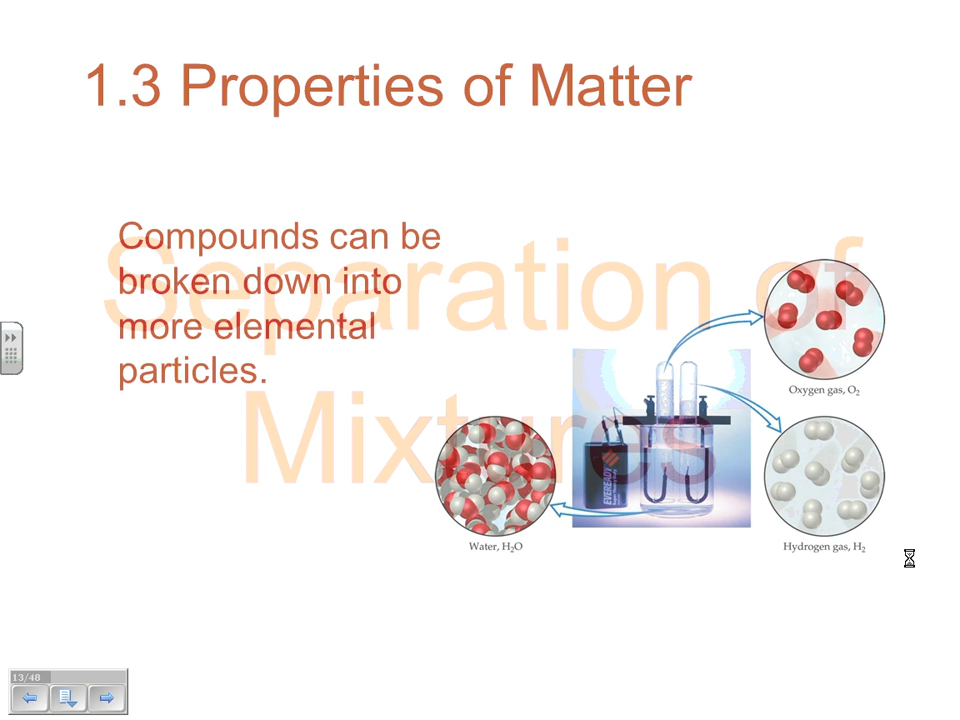 1.3 Properties of Matter
Compounds can be
broken down into
more elemental
particles.
Separation of
Mixtures
Oxygen gas, O₂
EVEREADY
Water, H₂O
Hydrogen gas, H₂
13/48